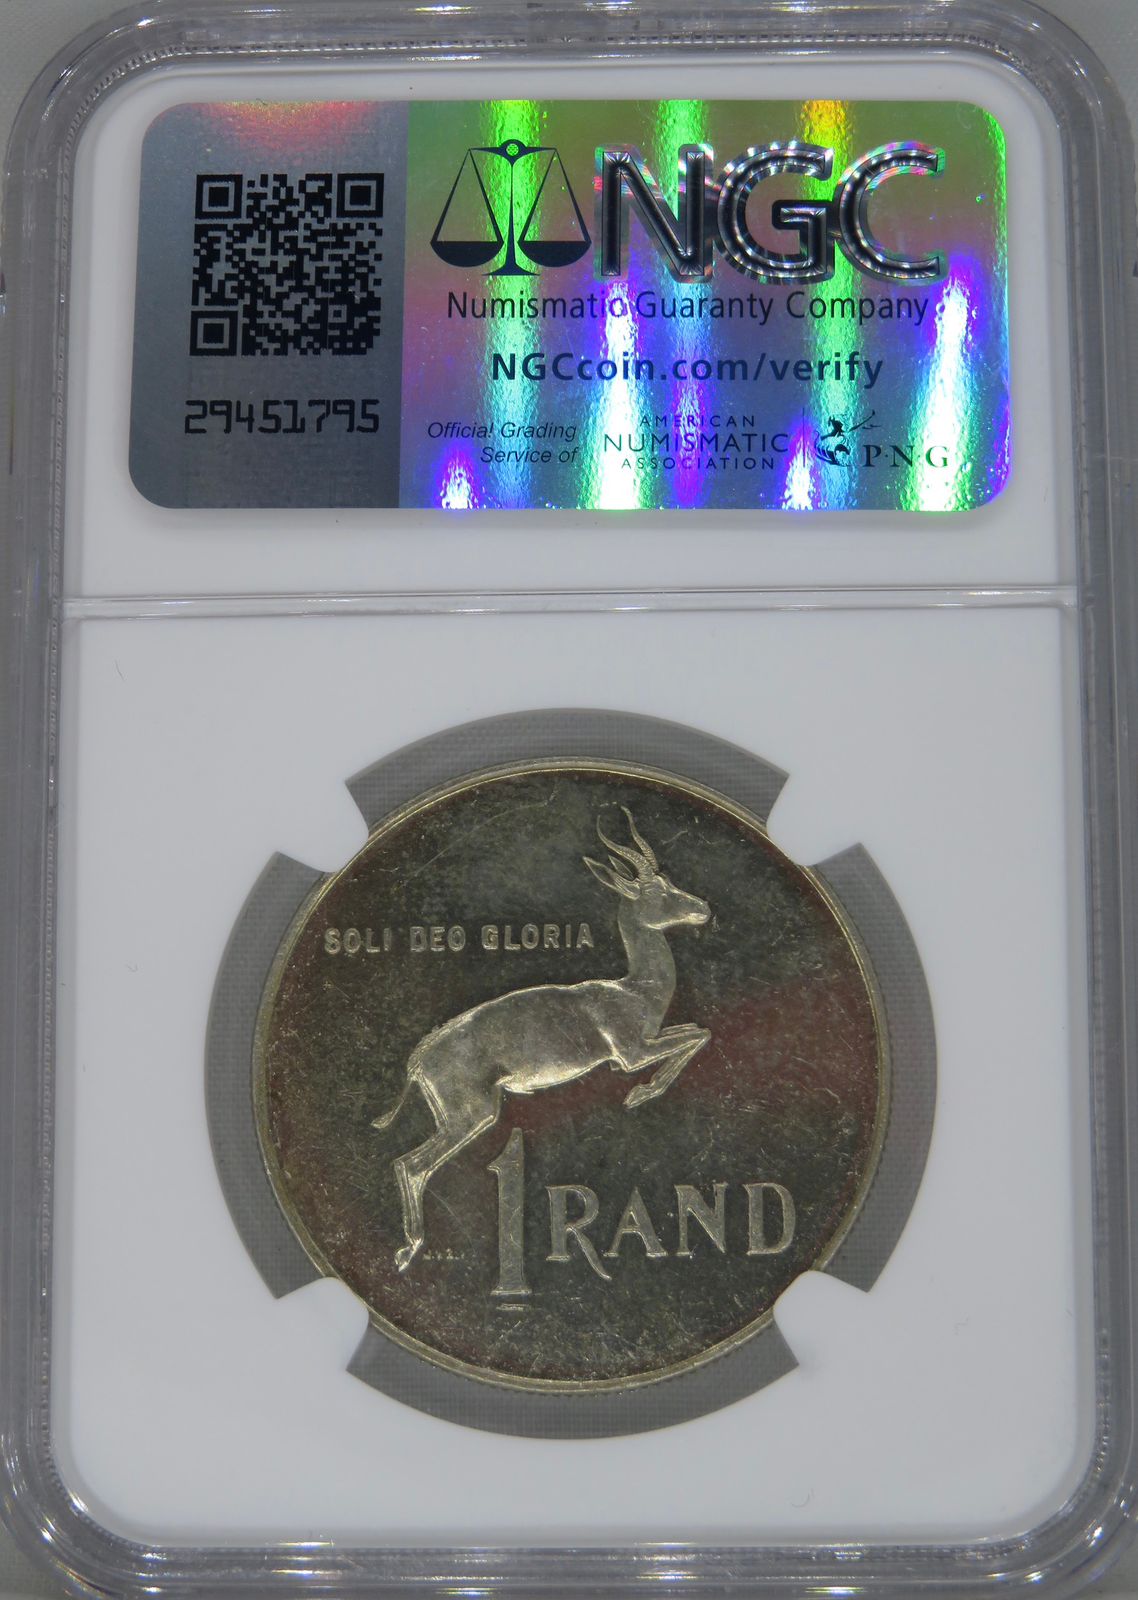 NGC
Numismatic Guaranty Company
NGCcoin.com/verify
29451795
Official Grading
Service of
AMERICAN
NUMISMATIC
ASSOCIATION
P·N·G
SOLI DEO GLORIA
1 RAND